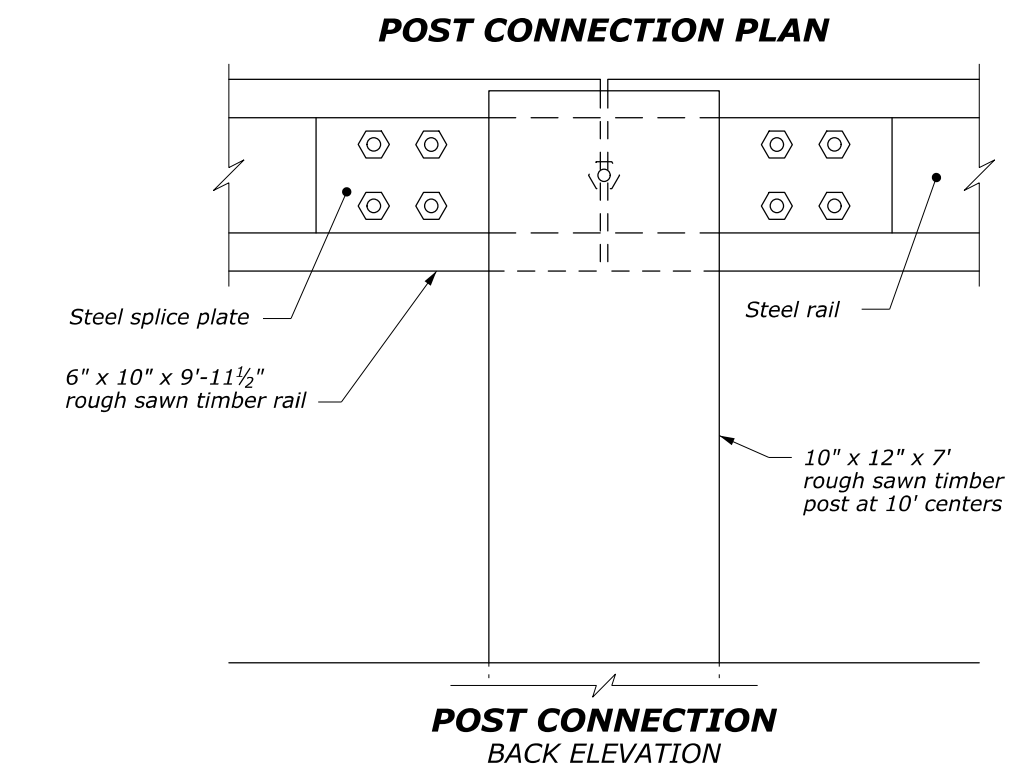 POST CONNECTION PLAN
Steel splice plate
Steel rail
6" x 10" x 9'-11½"
rough sawn timber rail
10" x 12" x 7'
rough sawn timber
post at 10' centers
POST CONNECTION
BACK ELEVATION